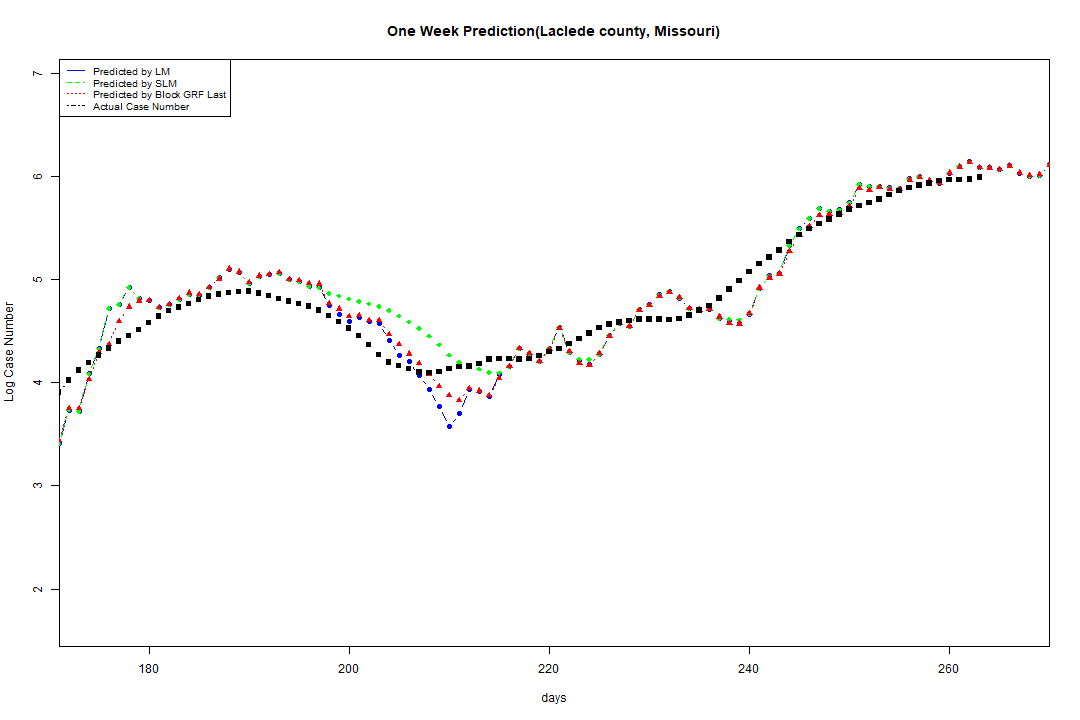 One Week Prediction(Laclede county, Missouri)
Predicted by LM
Predicted by SLM
Predicted by Block GRF Last
Actual Case Number
Log Case Number
7
6
5
4
3
2
180 200 220 240 260
days